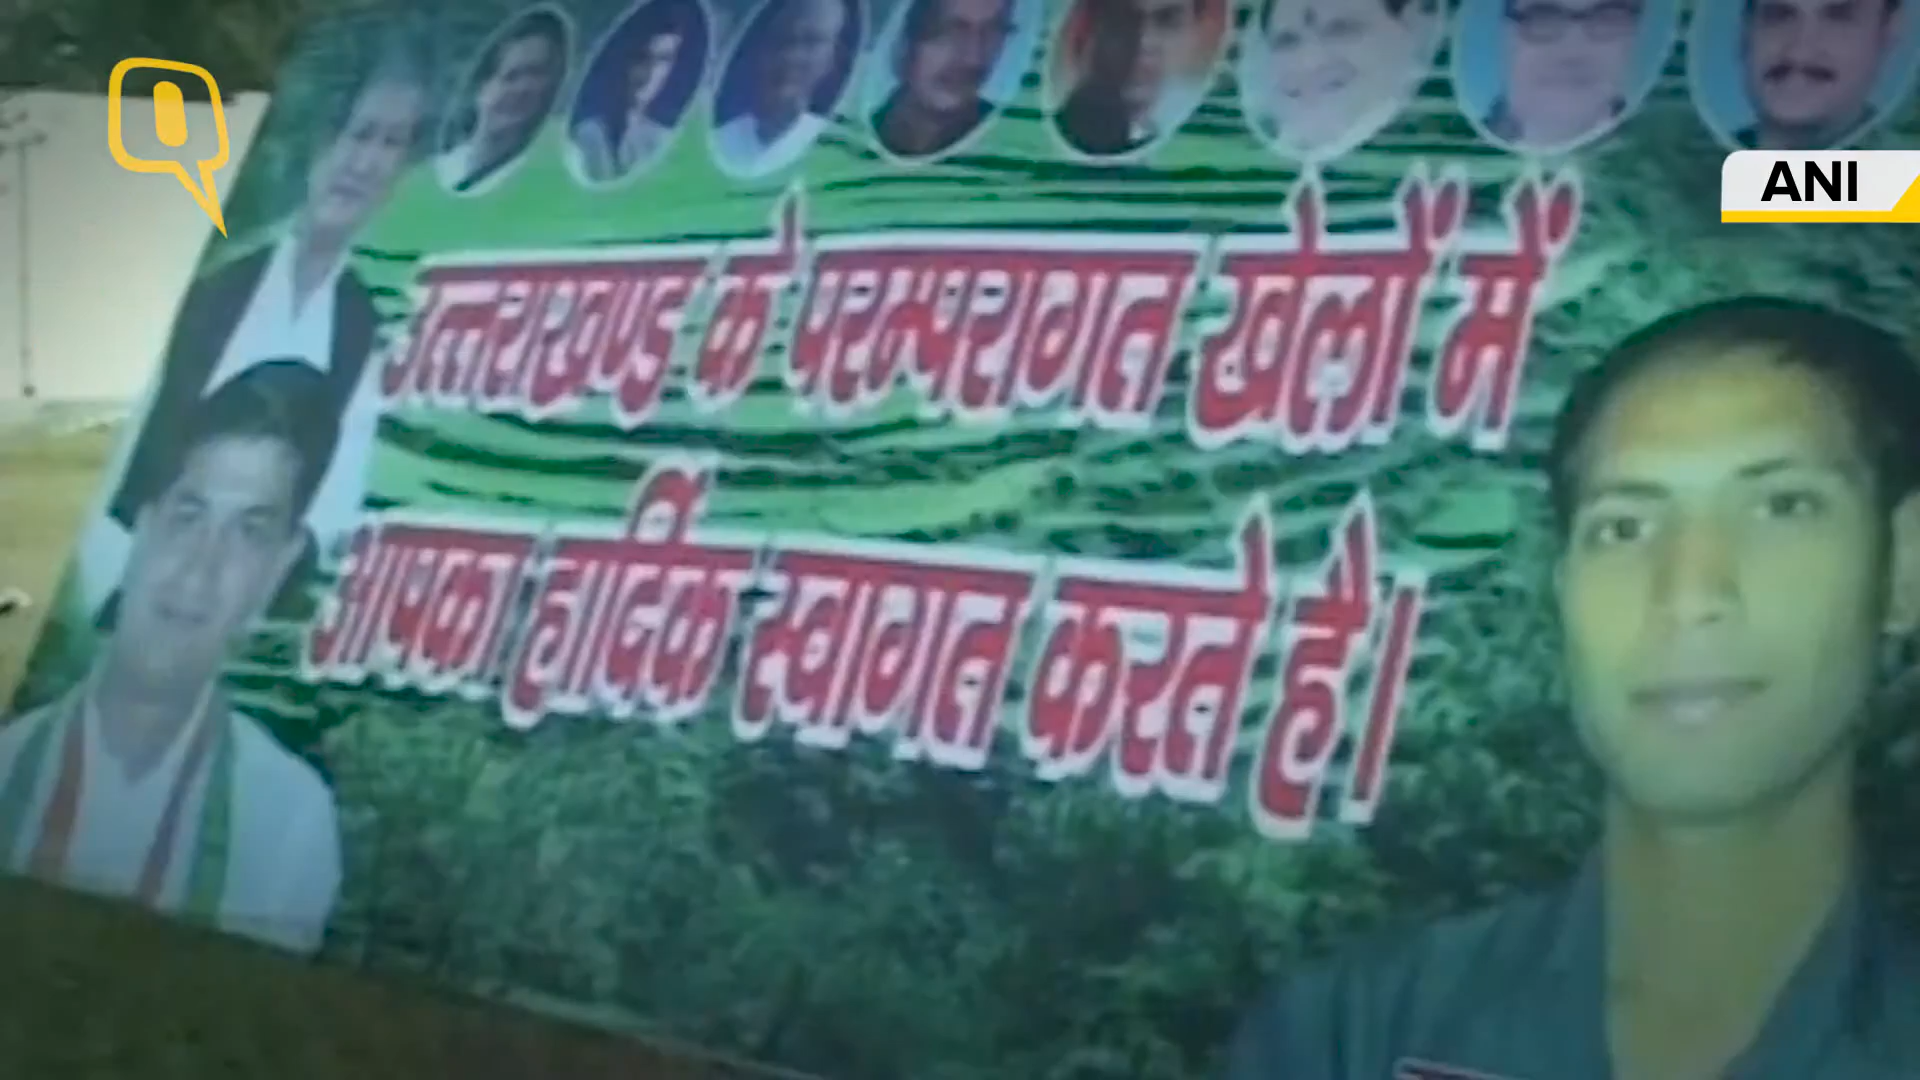 ANI
उत्तराखण्ड के परम्परागत खेलों में
आपका हार्दिक स्वागत करते है।